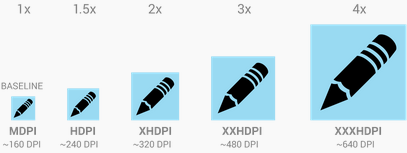 1x 1.5x 2x 3x 4x
BASELINE
MDPI HDPI XHDPI XXHDPI XXXHDPI
~160 DPI ~240 DPI ~320 DPI ~480 DPI ~640 DPI